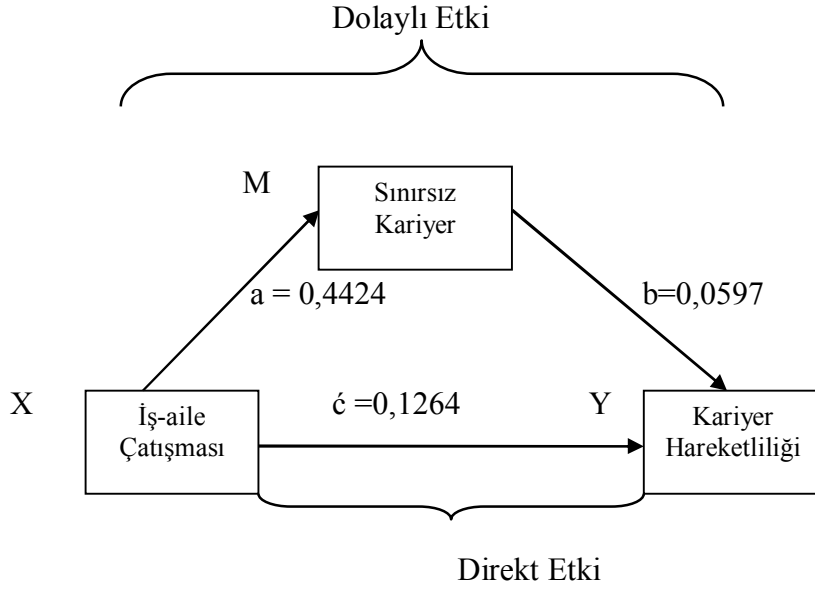 Dolaylı Etki
M
Sınırsız
Kariyer
a = 0,4424
b=0,0597
X
İş-aile
Çatışması
ć =0,1264
Y
Kariyer
Hareketliliği
Direkt Etki